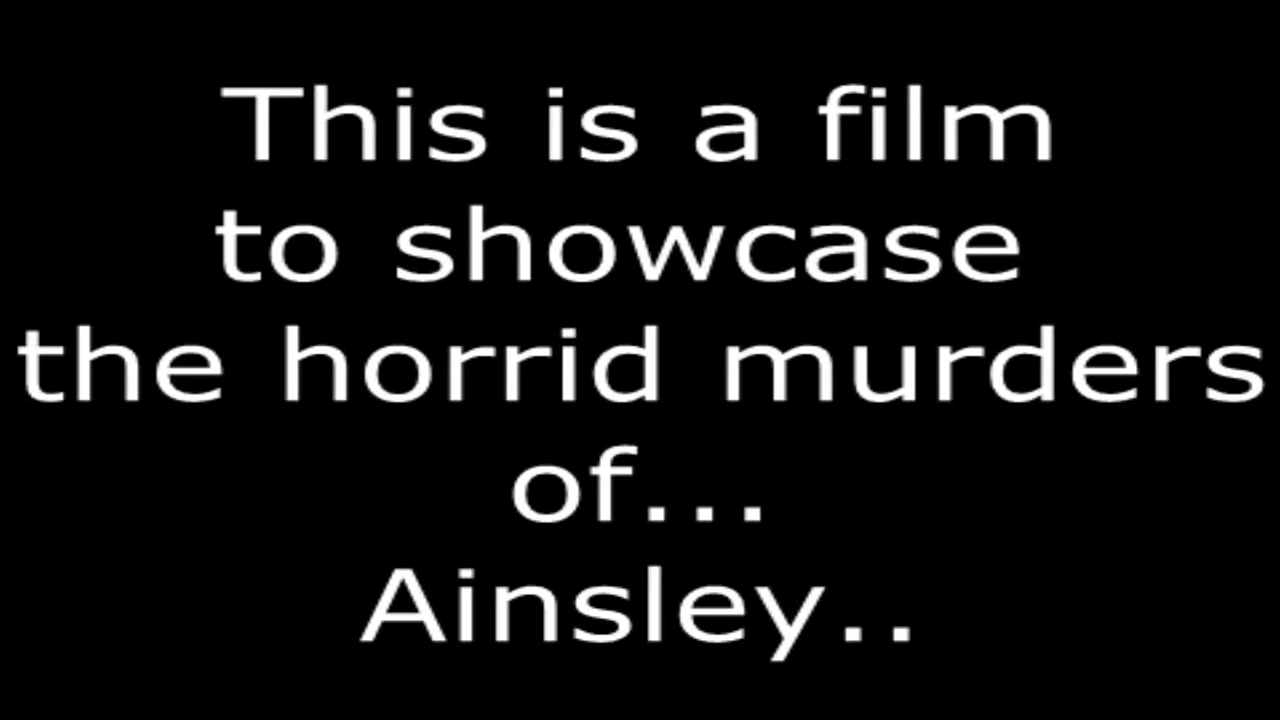 This is a film
to showcase
the horrid murders
of...
Ainsley..